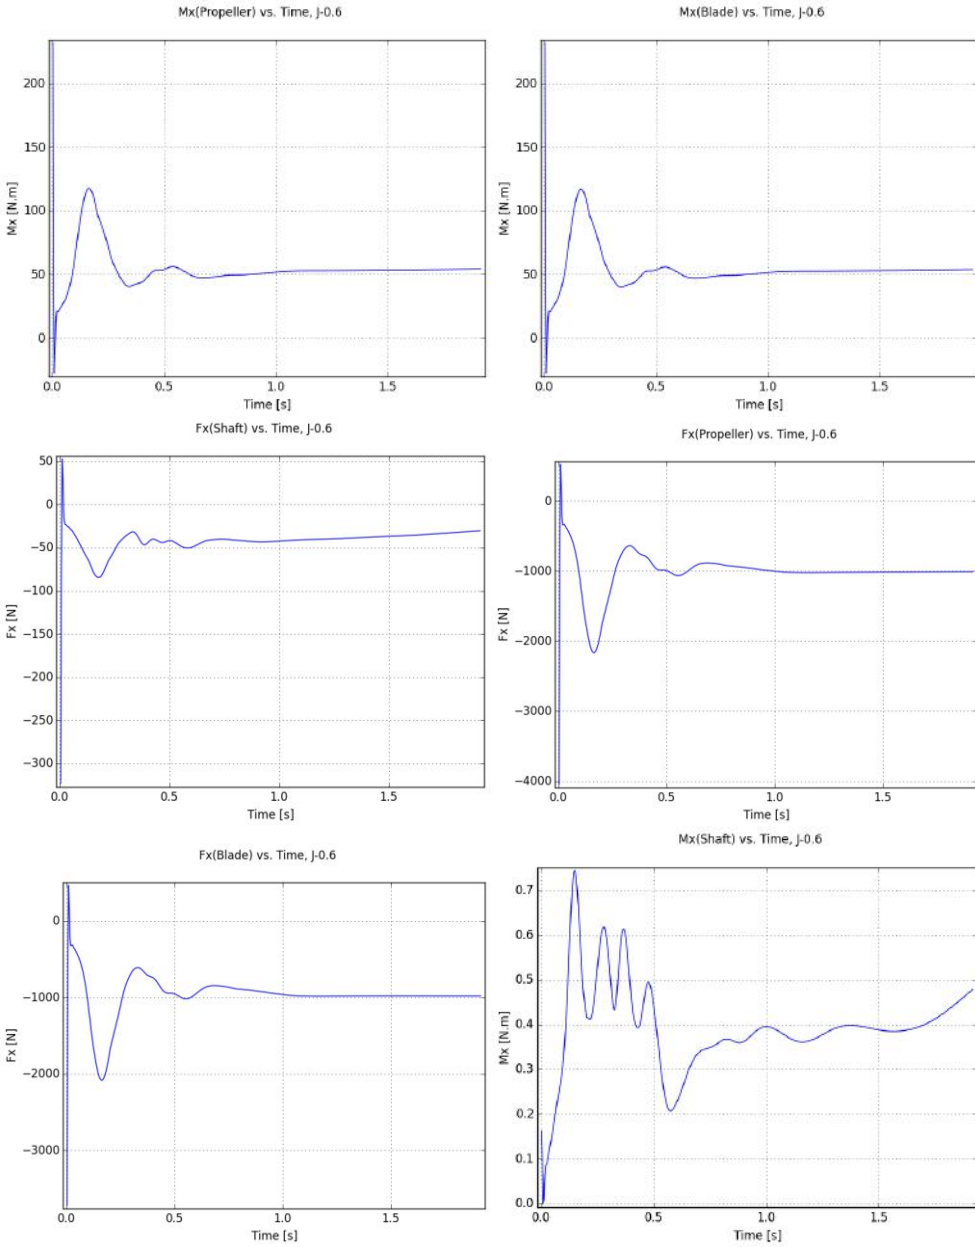 Mx(Propeller) vs. Time, J-0.6
Mx [N.m]
200
150
100
50
0
0.0 0.5 1.0 1.5
Time [s]
Mx(Blade) vs. Time, J-0.6
Mx [N.m]
200
150
100
50
0
0.0 0.5 1.0 1.5
Time [s]
Fx(Shaft) vs. Time, J-0.6
Fx [N]
50
0
−50
−100
−150
−200
−250
−300
0.0 0.5 1.0 1.5
Time [s]
Fx(Propeller) vs. Time, J-0.6
Fx [N]
0
−1000
−2000
−3000
−4000
0.0 0.5 1.0 1.5
Time [s]
Fx(Blade) vs. Time, J-0.6
Fx [N]
0
−1000
−2000
−3000
0.0 0.5 1.0 1.5
Time [s]
Mx(Shaft) vs. Time, J-0.6
Mx [N.m]
0.7
0.6
0.5
0.4
0.3
0.2
0.1
0.0
0.0 0.5 1.0 1.5
Time [s]